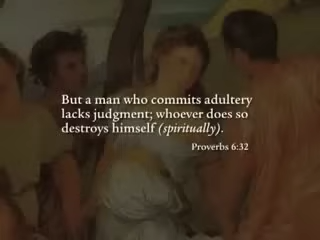 But a man who commits adultery
lacks judgment; whoever does so
destroys himself (spiritually).
Proverbs 6:32